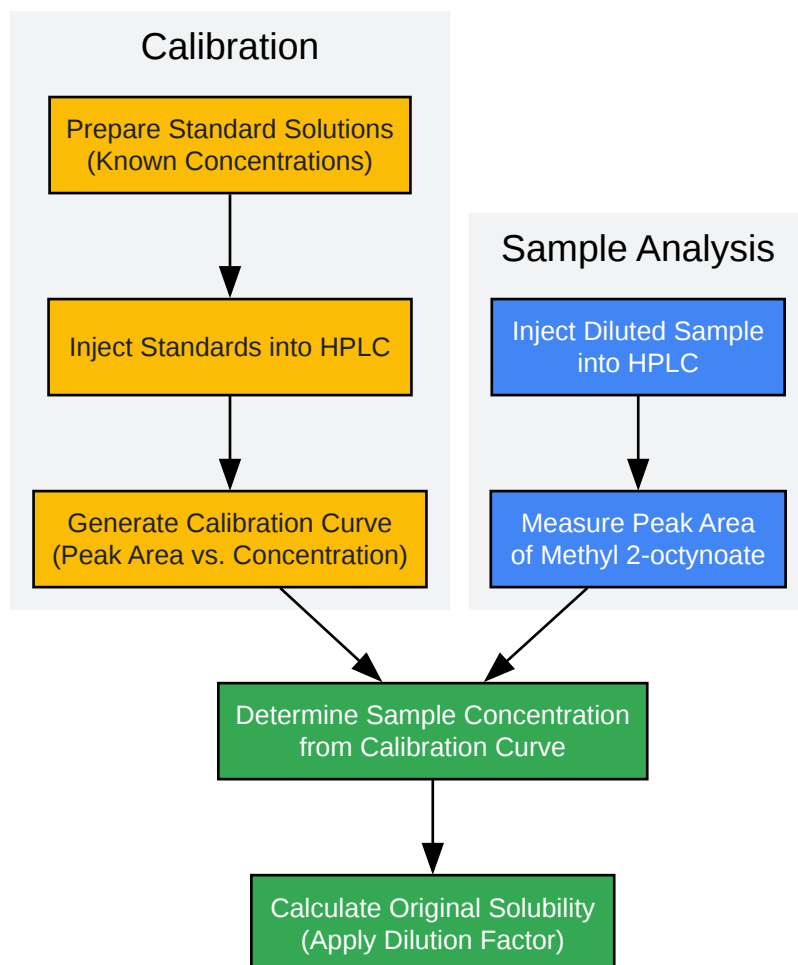 Calibration
Prepare Standard Solutions
(Known Concentrations)
Inject Standards into HPLC
Generate Calibration Curve
(Peak Area vs. Concentration)
Sample Analysis
Inject Diluted Sample
into HPLC
Measure Peak Area
of Methyl 2-octynoate
Determine Sample Concentration
from Calibration Curve
Calculate Original Solubility
(Apply Dilution Factor)